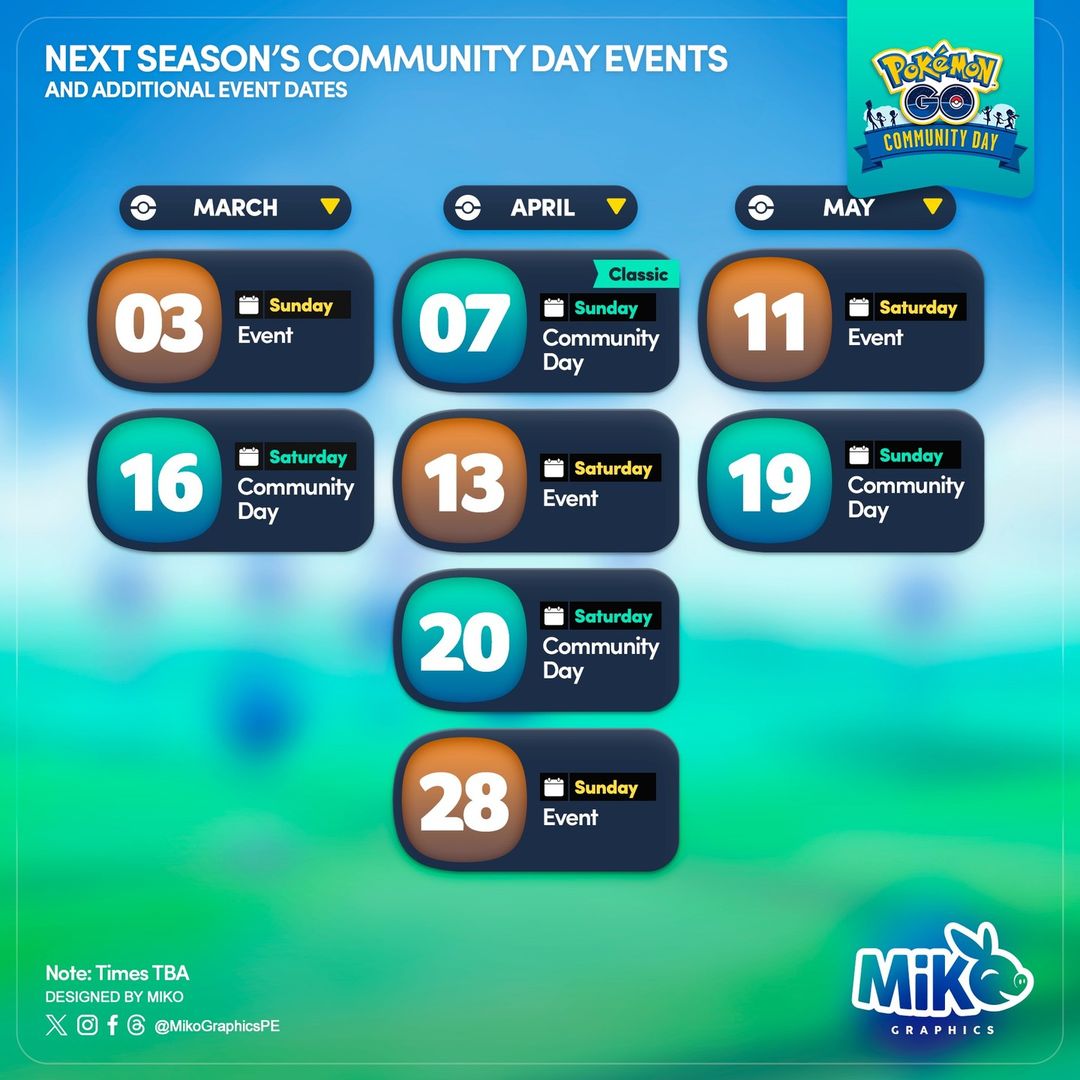 NEXT SEASON'S COMMUNITY DAY EVENTS
AND ADDITIONAL EVENT DATES
POKéMON
GO
COMMUNITY DAY
MARCH
03
Sunday
Event
16
Saturday
Community
Day
APRIL
Classic
07
Sunday
Community
Day
13
Saturday
Event
20
Saturday
Community
Day
28
Sunday
Event
MAY
11
Saturday
Event
19
Sunday
Community
Day
Note: Times TBA
DESIGNED BY MIKO
@MikoGraphicsPE
MiKO
GRAPHICS